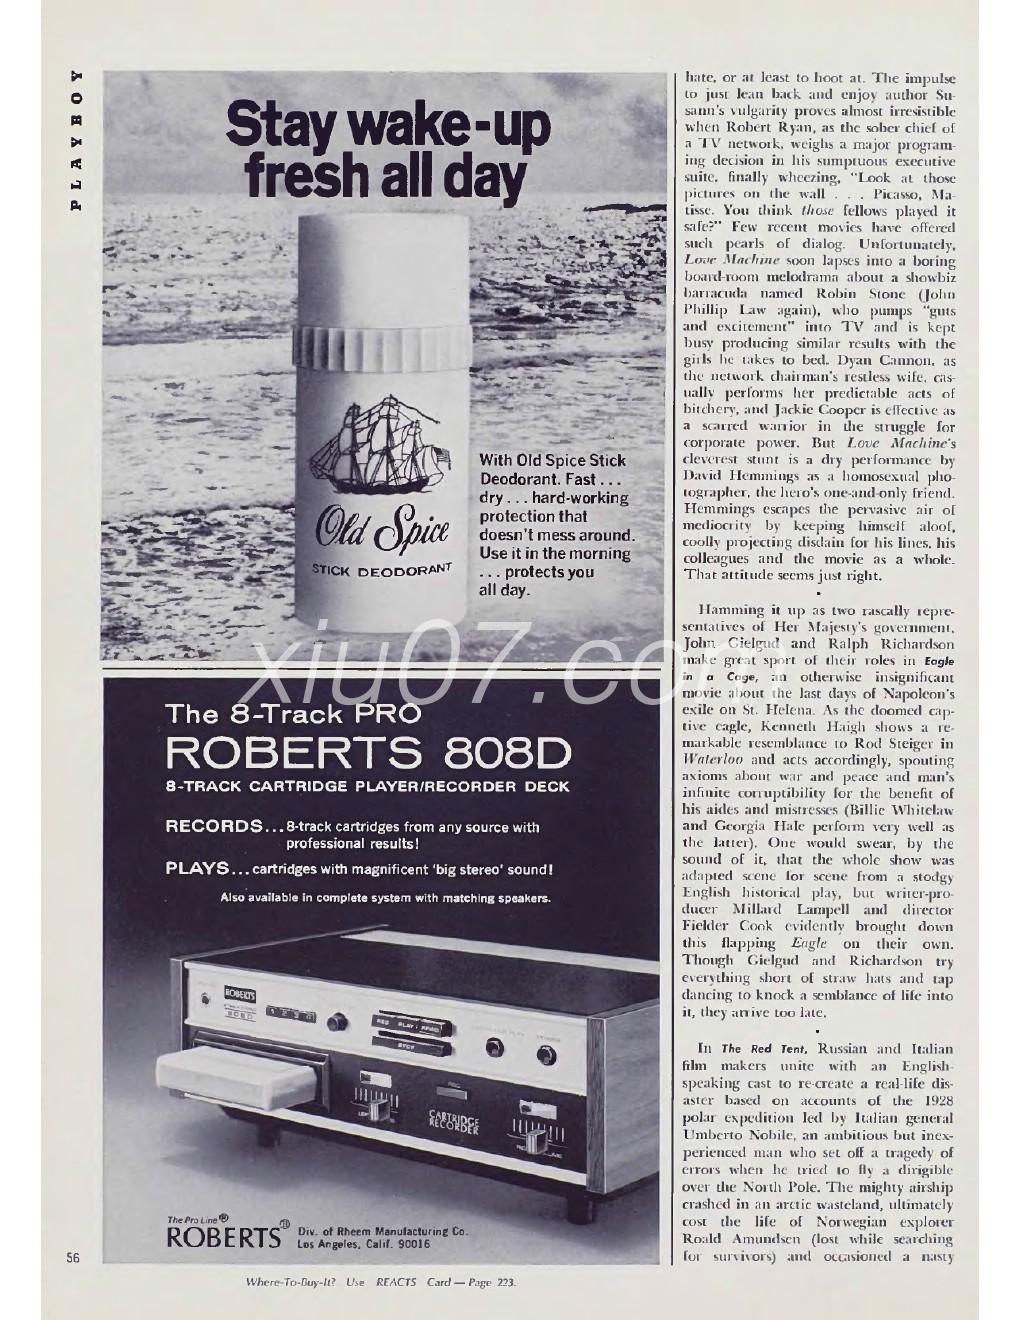 PLAYBOY
Stay wake-up
fresh all day
With Old Spice Stick
Deodorant. Fast...
dry...hard-working
protection that
doesn't mess around.
Use it in the morning
...protects you
all day.
Old Spice
STICK DEODORANT
The 8-Track PRO
ROBERTS 808D
8-TRACK CARTRIDGE PLAYER/RECORDER DECK
RECORDS...8-track cartridges from any source with
professional results!
PLAYS...cartridges with magnificent 'big stereo' sound!
Also available in complete system with matching speakers.
ROBERTS
808D
1 2 3 4
REC
STOP
REC
CARTRIDGE
RECORDER
The Pro Line®
ROBERTS®
Div. of Rheem Manufacturing Co.
Los Angeles, Calif. 90016
56
Where-To-Buy-It? Use REACTS Card — Page 223.
hate, or at least to hoot at. The impulse
to just lean back and enjoy author Su-
sann's vulgarity proves almost irresistible
when Robert Ryan, as the sober chief of
a TV network, weighs a major program-
ing decision in his sumptuous executive
suite, finally wheezing, "Look at those
pictures on the wall . . . Picasso, Ma-
tisse. You think those fellows played it
safe?" Few recent movies have offered
such pearls of dialog. Unfortunately,
Love Machine soon lapses into a boring
board-room melodrama about a showbiz
barracuda named Robin Stone (John
Phillip Law again), who pumps "guts
and excitement" into TV and is kept
busy producing similar results with the
girls he takes to bed. Dyan Cannon, as
the network chairman's restless wife, cas-
ually performs her predictable acts of
bitchery, and Jackie Cooper is effective as
a scarred warrior in the struggle for
corporate power. But Love Machine's
cleverest stunt is a dry performance by
David Hemmings as a homosexual pho-
tographer, the hero's one-and-only friend.
Hemmings escapes the pervasive air of
mediocrity by keeping himself aloof,
coolly projecting disdain for his lines, his
colleagues and the movie as a whole.
That attitude seems just right.
•
Hamming it up as two rascally repre-
sentatives of Her Majesty's government,
John Gielgud and Ralph Richardson
make great sport of their roles in Eagle
in a Cage, an otherwise insignificant
movie about the last days of Napoleon's
exile on St. Helena. As the doomed cap-
tive eagle, Kenneth Haigh shows a re-
markable resemblance to Rod Steiger in
Waterloo and acts accordingly, spouting
axioms about war and peace and man's
infinite corruptibility for the benefit of
his aides and mistresses (Billie Whitelaw
and Georgia Hale perform very well as
the latter). One would swear, by the
sound of it, that the whole show was
adapted scene for scene from a stodgy
English historical play, but writer-pro-
ducer Millard Lampell and director
Fielder Cook evidently brought down
this flapping Eagle on their own.
Though Gielgud and Richardson try
everything short of straw hats and tap
dancing to knock a semblance of life into
it, they arrive too late.
•
In The Red Tent, Russian and Italian
film makers unite with an English-
speaking cast to re-create a real-life dis-
aster based on accounts of the 1928
polar expedition led by Italian general
Umberto Nobile, an ambitious but inex-
perienced man who set off a tragedy of
errors when he tried to fly a dirigible
over the North Pole. The mighty airship
crashed in an arctic wasteland, ultimately
cost the life of Norwegian explorer
Roald Amundsen (lost while searching
for survivors) and occasioned a nasty
xiu07.com